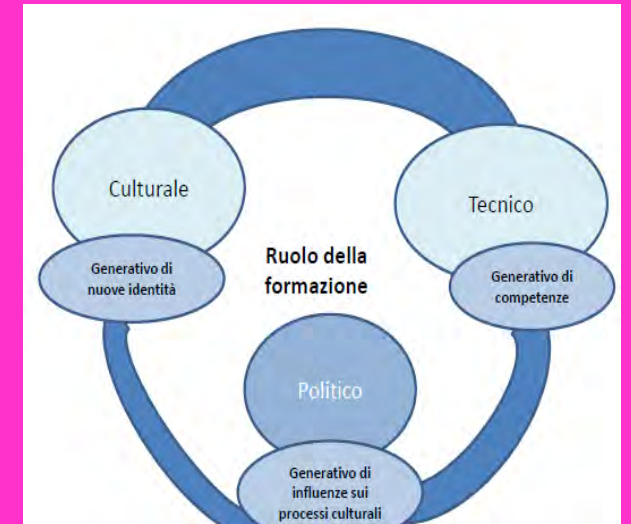 Culturale
Generativo di
nuove identità
Tecnico
Generativo di
competenze
Ruolo della
formazione
Politico
Generativo di
influenze sui
processi culturali